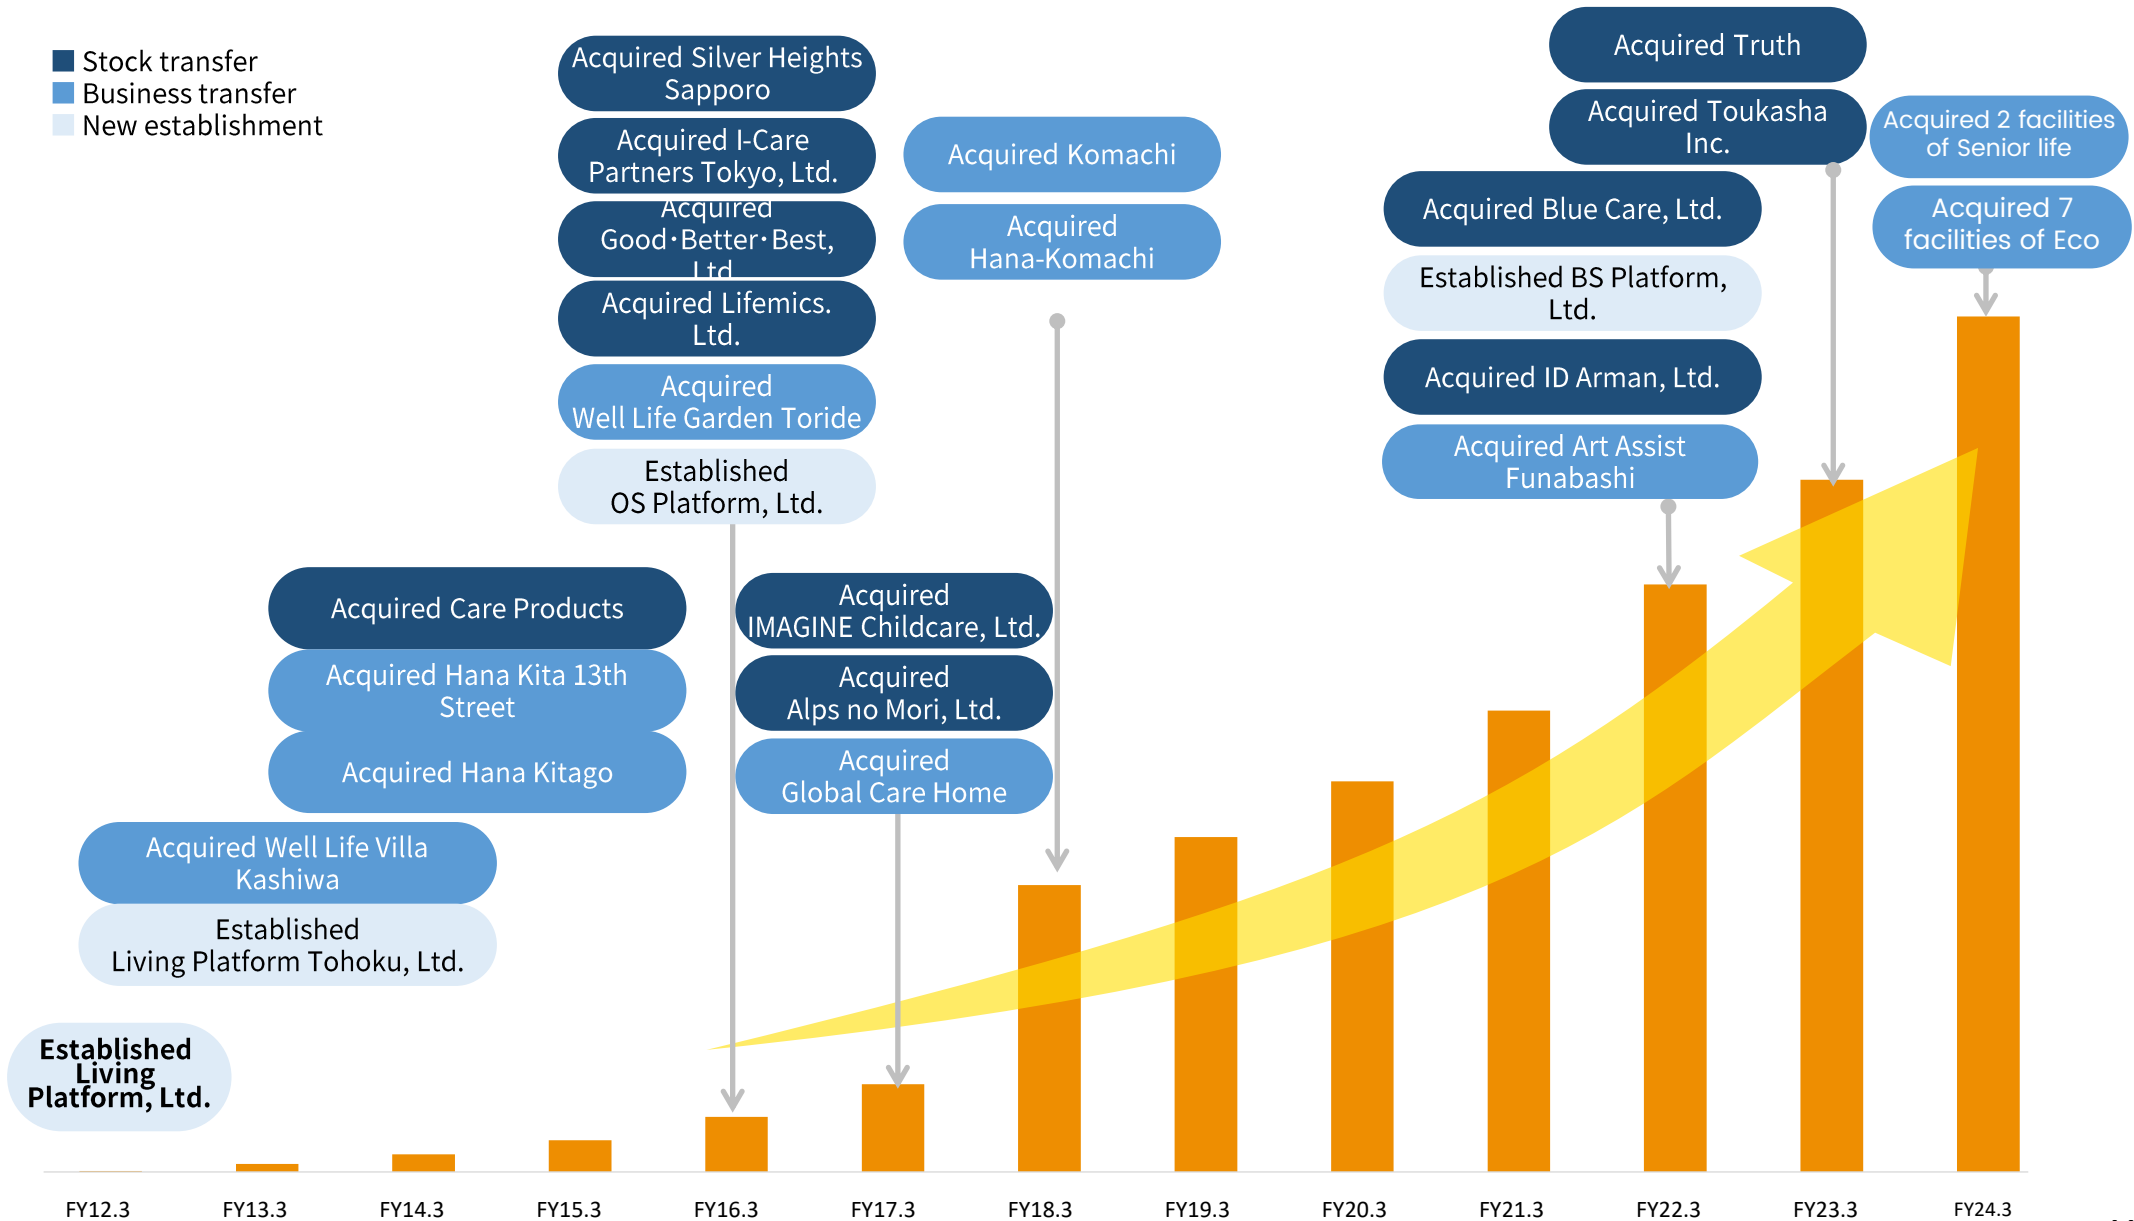 Stock transfer
Business transfer
New establishment
Acquired Silver Heights
Sapporo
Acquired I-Care
Partners Tokyo, Ltd.
Acquired
Good･Better･Best,
Ltd.
Acquired Lifemics.
Ltd.
Acquired
Well Life Garden Toride
Established
OS Platform, Ltd.
Acquired Komachi
Acquired
Hana-Komachi
Acquired Truth
Acquired Toukasha
Inc.
Acquired 2 facilities
of Senior life
Acquired 7
facilities of Eco
Acquired Blue Care, Ltd.
Established BS Platform,
Ltd.
Acquired ID Arman, Ltd.
Acquired Art Assist
Funabashi
Acquired Care Products
Acquired Hana Kita 13th
Street
Acquired Hana Kitago
Acquired
IMAGINE Childcare, Ltd.
Acquired
Alps no Mori, Ltd.
Acquired
Global Care Home
Acquired Well Life Villa
Kashiwa
Established
Living Platform Tohoku, Ltd.
Established
Living
Platform, Ltd.
FY12.3
FY13.3
FY14.3
FY15.3
FY16.3
FY17.3
FY18.3
FY19.3
FY20.3
FY21.3
FY22.3
FY23.3
FY24.3